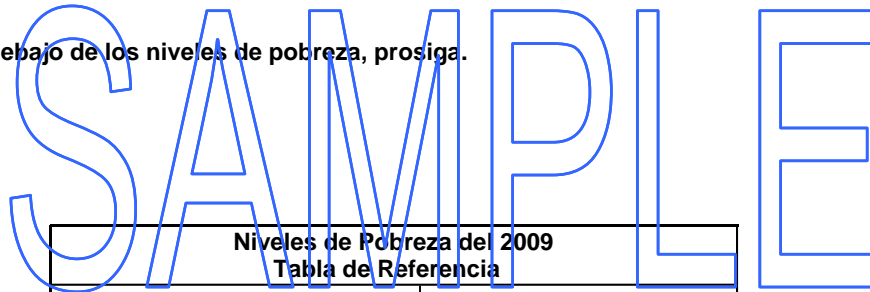 ebajo de los niveles de pobreza, prosiga.
SAMPLE
Niveles de Pobreza del 2009
Tabla de Referencia